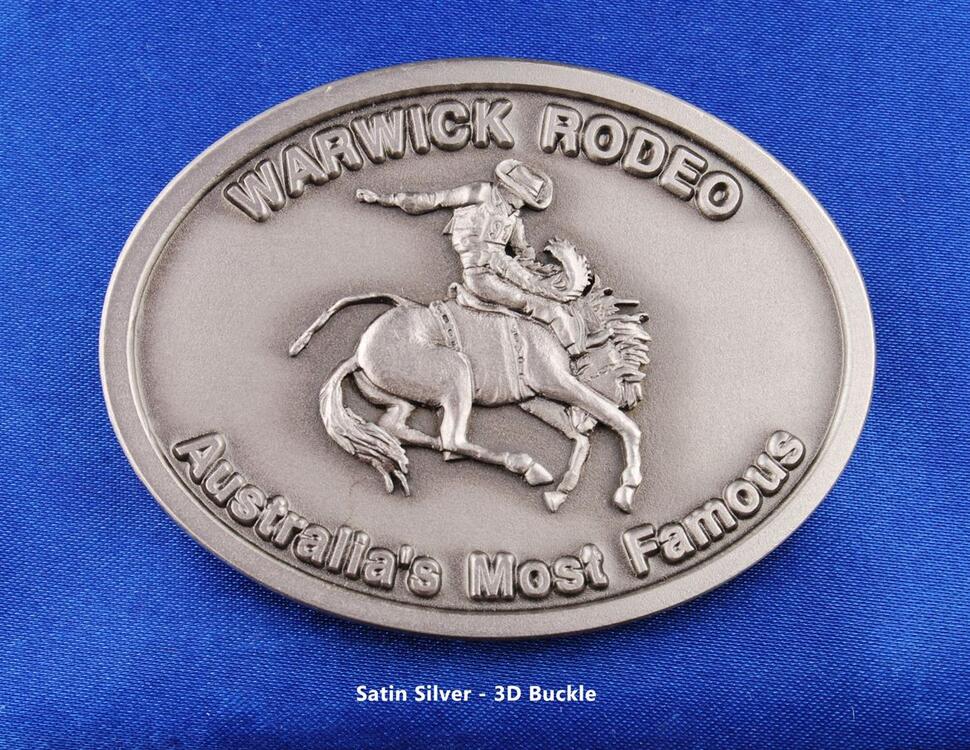 WARWICK RODEO
Australia's Most Famous
Satin Silver - 3D Buckle